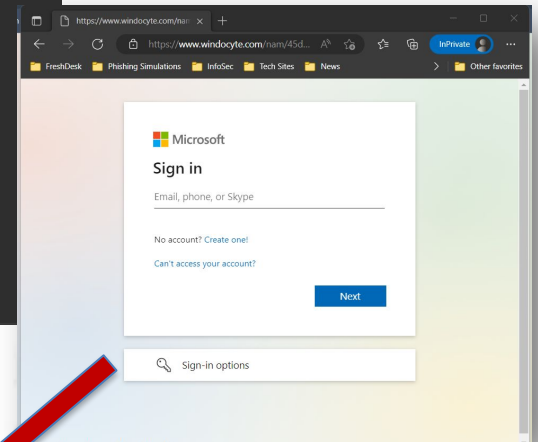 https://www.windocyte.com/nam
https://www.windocyte.com/nam/45d...
InPrivate
FreshDesk Phishing Simulations InfoSec Tech Sites News Other favorites
Microsoft
Sign in
Email, phone, or Skype
No account? Create one!
Can't access your account?
Next
Sign-in options